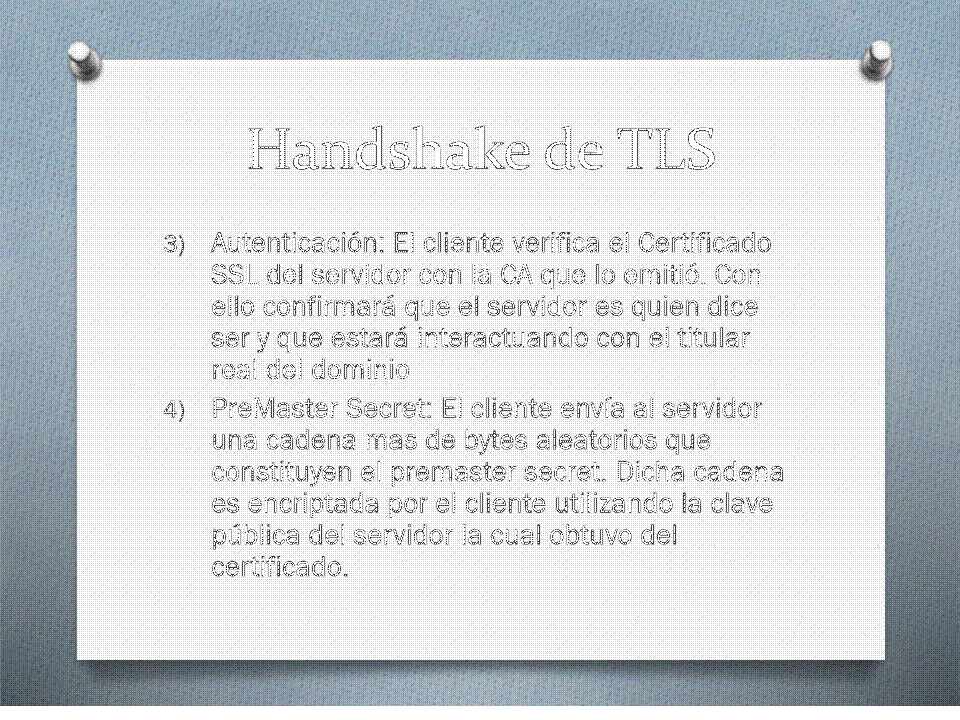 Handshake de TLS
3) Autenticación: El cliente verifica el Certificado
SSL del servidor con la CA que lo emitió. Con
ello confirmará que el servidor es quien dice
ser y que estará interactuando con el titular
real del dominio
4) PreMaster Secret: El cliente envía al servidor
una cadena mas de bytes aleatorios que
constituyen el premaster secret. Dicha cadena
es encriptada por el cliente utilizando la clave
pública del servidor la cual obtuvo del
certificado.